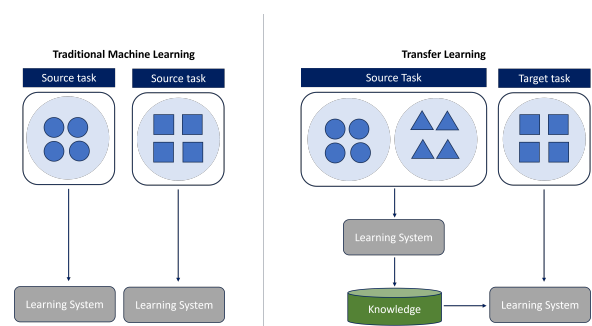 Traditional Machine Learning
Transfer Learning
Source task
Source task
Source Task
Target task
Learning System
Learning System
Learning System
Knowledge
Learning System